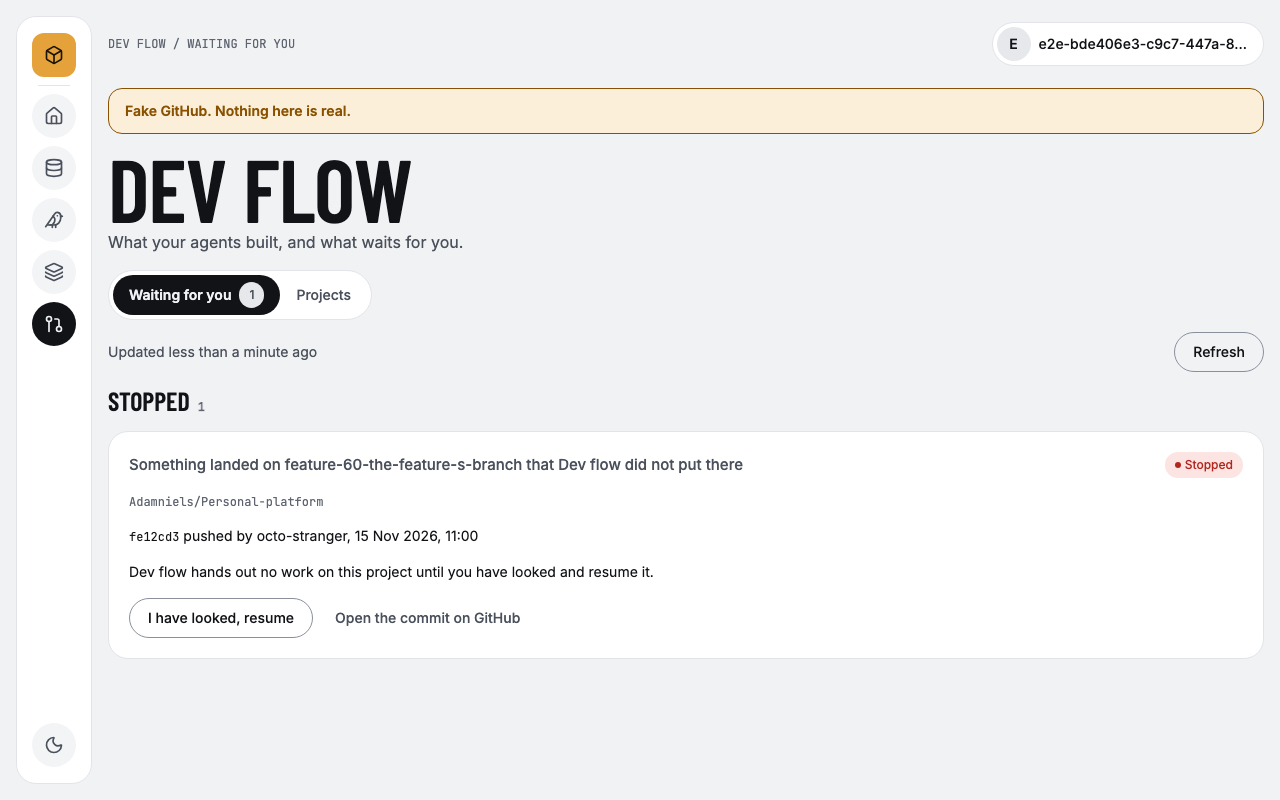 DEV FLOW / WAITING FOR YOU
E e2e-bde406e3-c9c7-447a-8...
Fake GitHub. Nothing here is real.
DEV FLOW
What your agents built, and what waits for you.
Waiting for you 1 Projects
Updated less than a minute ago Refresh
STOPPED 1
Something landed on feature-60-the-feature-s-branch that Dev flow did not put there Stopped
Adamniels/Personal-platform
fe12cd3 pushed by octo-stranger, 15 Nov 2026, 11:00
Dev flow hands out no work on this project until you have looked and resume it.
I have looked, resume Open the commit on GitHub